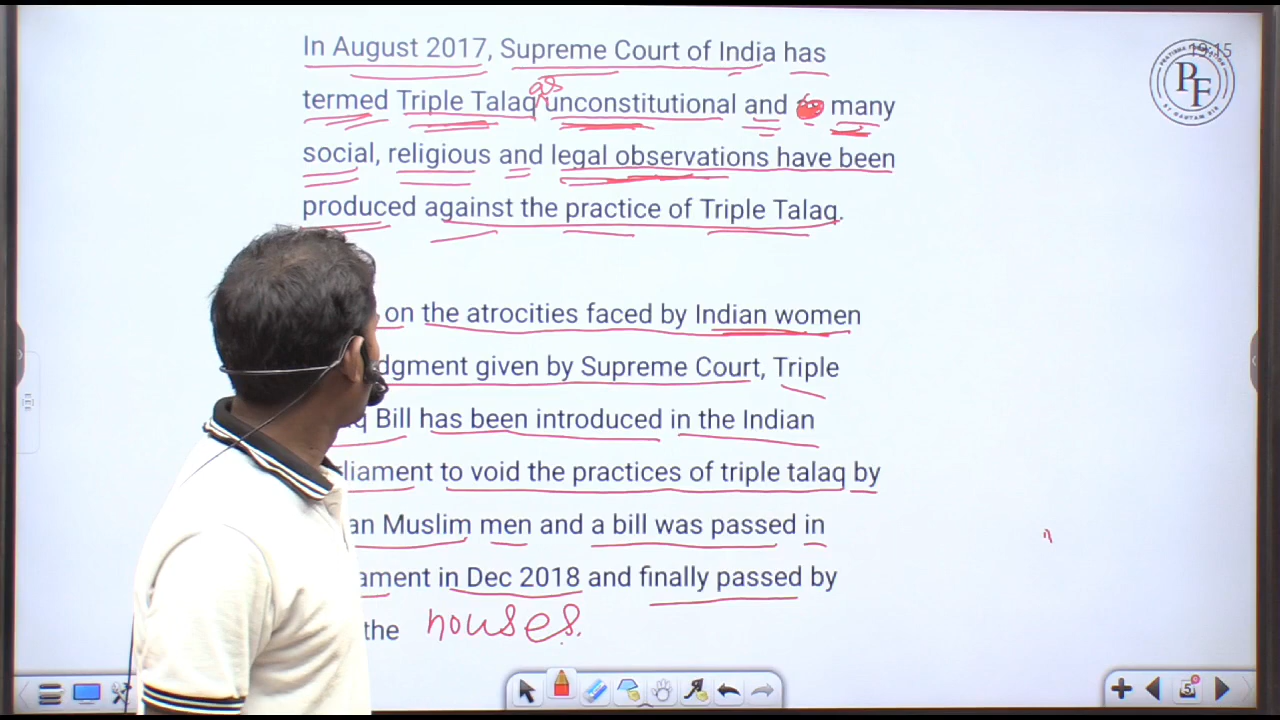 In August 2017, Supreme Court of India has
19:15
termed Triple Talaq as unconstitutional and many
social, religious and legal observations have been
produced against the practice of Triple Talaq.
PF
on the atrocities faced by Indian women
dgment given by Supreme Court, Triple
Bill has been introduced in the Indian
liament to void the practices of triple talaq by
an Muslim men and a bill was passed in
ament in Dec 2018 and finally passed by
the houses.
5